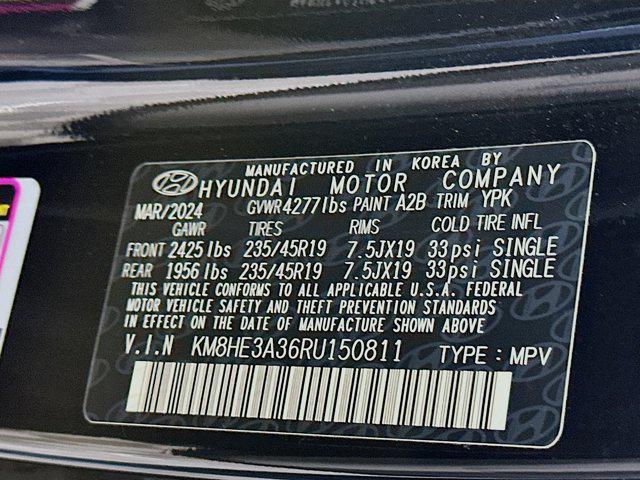 MANUFACTURED IN KOREA BY
HYUNDAI MOTOR COMPANY
MAR/2024 GVWR4277lbs PAINT A2B TRIM YPK
GAWR TIRES RIMS COLD TIRE INFL
FRONT 2425lbs 235/45R19 7.5JX19 33psi SINGLE
REAR 1956lbs 235/45R19 7.5JX19 33psi SINGLE
THIS VEHICLE CONFORMS TO ALL APPLICABLE U.S.A. FEDERAL
MOTOR VEHICLE SAFETY AND THEFT PREVENTION STANDARDS
IN EFFECT ON THE DATE OF MANUFACTURE SHOWN ABOVE
V.I.N KM8HE3A36RU150811 TYPE: MPV